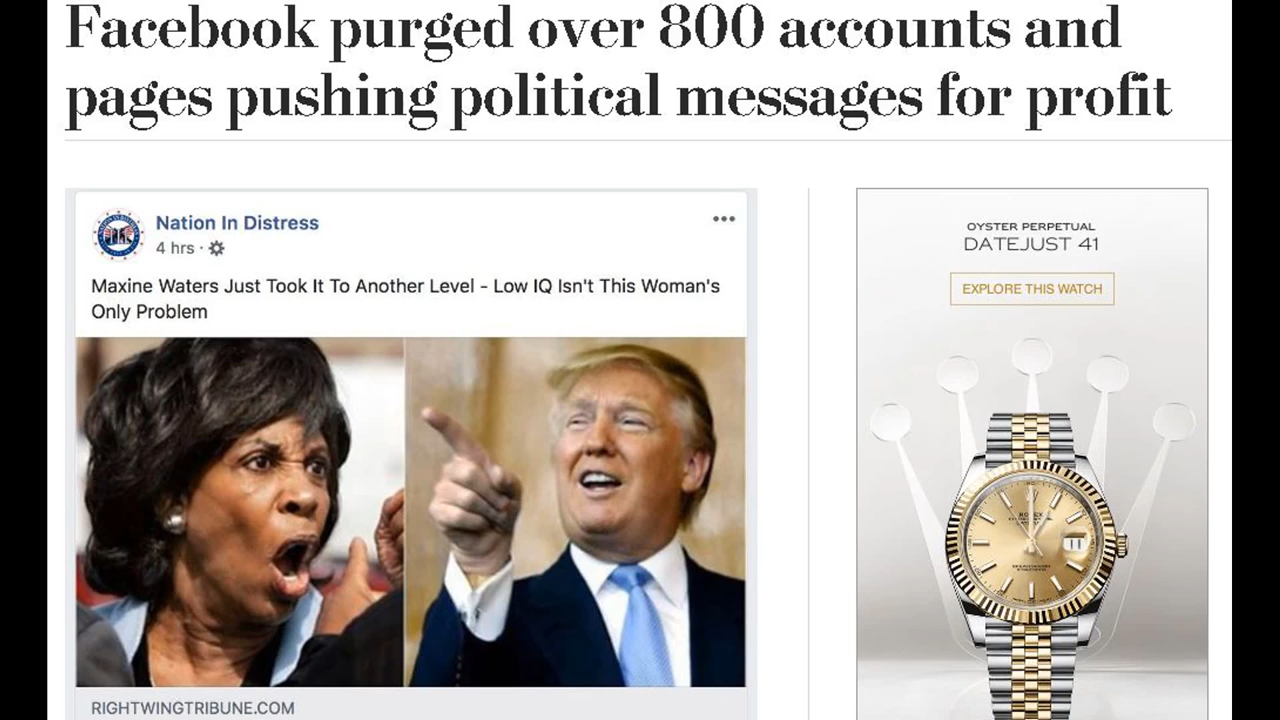 Facebook purged over 800 accounts and
pages pushing political messages for profit
Nation In Distress
4 hrs ·
Maxine Waters Just Took It To Another Level - Low IQ Isn't This Woman's
Only Problem
RIGHTWINGTRIBUNE.COM
OYSTER PERPETUAL
DATEJUST 41
EXPLORE THIS WATCH
ROLEX